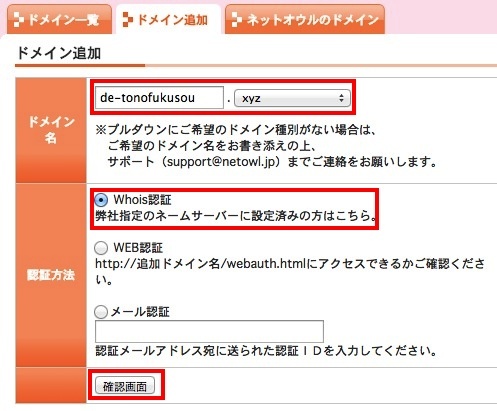 ドメイン一覧 ドメイン追加 ネットオウルのドメイン
ドメイン追加
ドメイン名
de-tonofukusou . xyz
※プルダウンにご希望のドメイン種別がない場合は、
ご希望のドメイン名をお書き添えの上、
サポート（support@netowl.jp）までご連絡をお願いします。
認証方法
Whois認証
弊社指定のネームサーバーに設定済みの方はこちら。
WEB認証
http://追加ドメイン名/webauth.htmlにアクセスできるかご確認くださ
い。
メール認証
認証メールアドレス宛に送られた認証ＩＤを入力してください。
確認画面